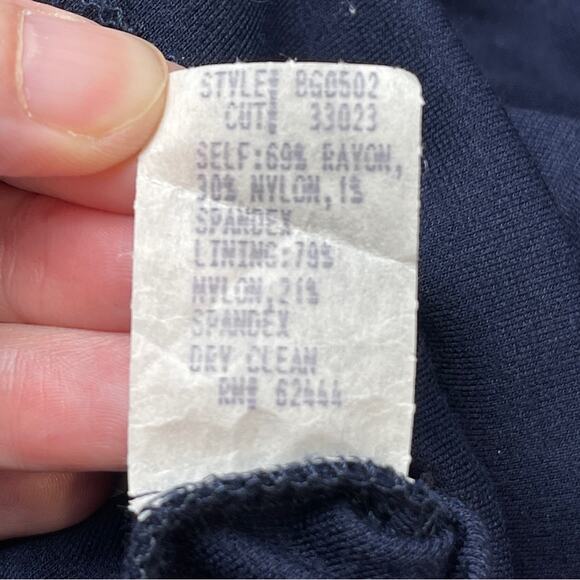 STYLE# BG0502
CUT# 33023
SELF:69% RAYON,
30% NYLON,1%
SPANDEX
LINING:79%
NYLON,21%
SPANDEX
DRY CLEAN
RN# 62444